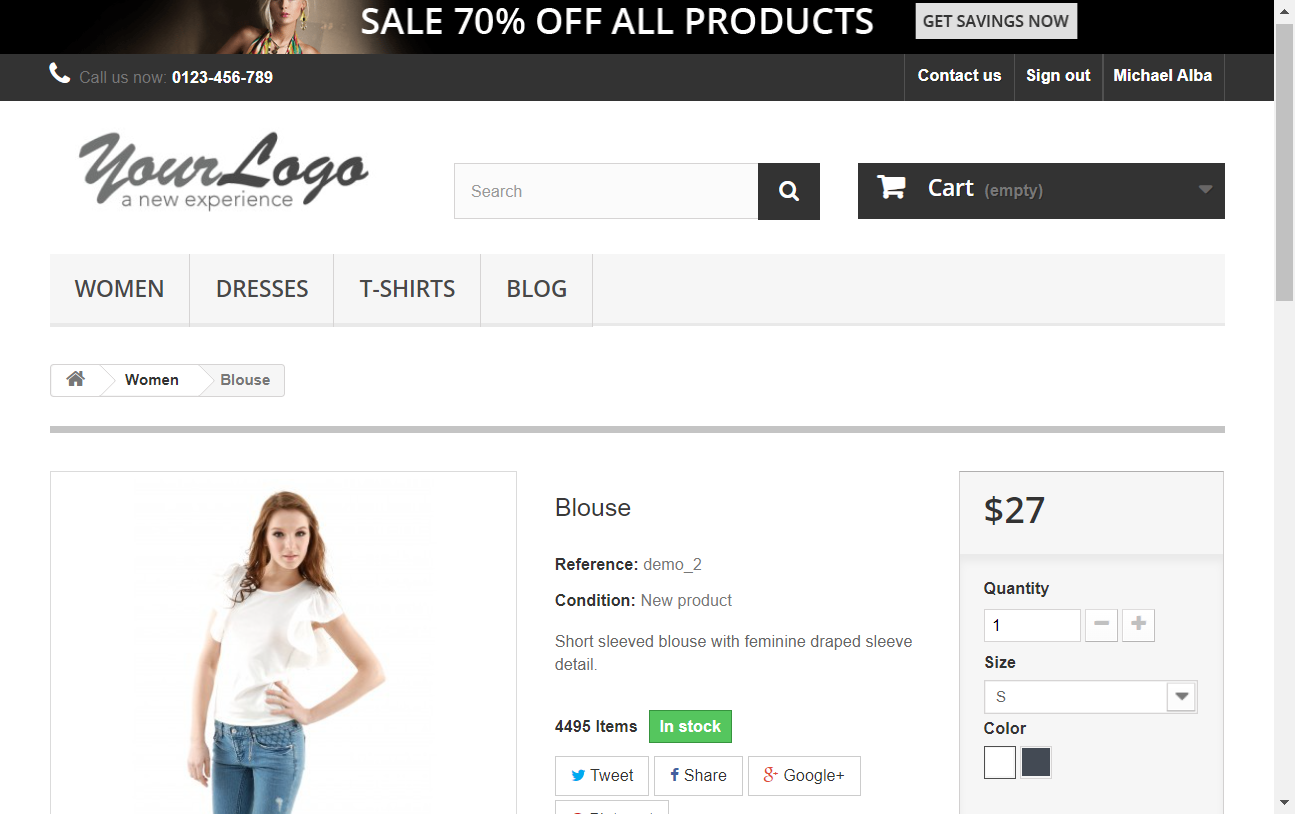 SALE 70% OFF ALL PRODUCTS GET SAVINGS NOW
Call us now: 0123-456-789 Contact us Sign out Michael Alba
Your Logo
a new experience
Search
Cart (empty)
WOMEN DRESSES T-SHIRTS BLOG
Women Blouse
Blouse
$27
Reference: demo_2
Condition: New product
Short sleeved blouse with feminine draped sleeve
detail.
Quantity
1
Size
S
Color
4495 Items In stock
Tweet Share Google+